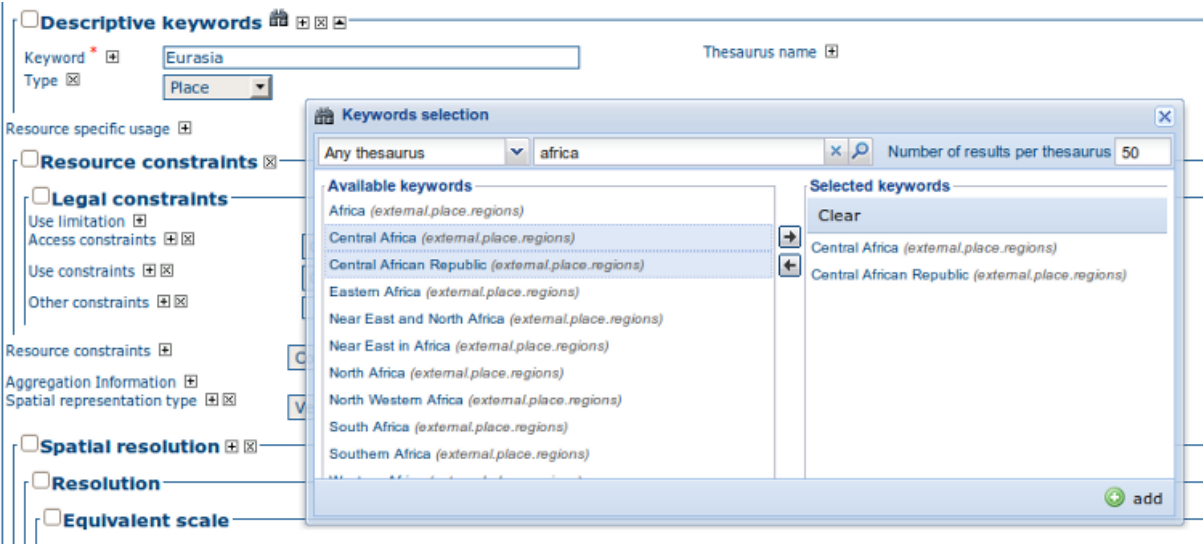 Descriptive keywords
Keyword *
Eurasia
Thesaurus name
Type
Place
Resource specific usage
Resource constraints
Legal constraints
Use limitation
Access constraints
Use constraints
Other constraints
Resource constraints
Aggregation Information
Spatial representation type
Spatial resolution
Resolution
Equivalent scale
Keywords selection
Any thesaurus
africa
Number of results per thesaurus 50
Available keywords
Africa (external.place.regions)
Central Africa (external.place.regions)
Central African Republic (external.place.regions)
Eastern Africa (external.place.regions)
Near East and North Africa (external.place.regions)
Near East in Africa (external.place.regions)
North Africa (external.place.regions)
North Western Africa (external.place.regions)
South Africa (external.place.regions)
Southern Africa (external.place.regions)
Selected keywords
Clear
Central Africa (external.place.regions)
Central African Republic (external.place.regions)
add